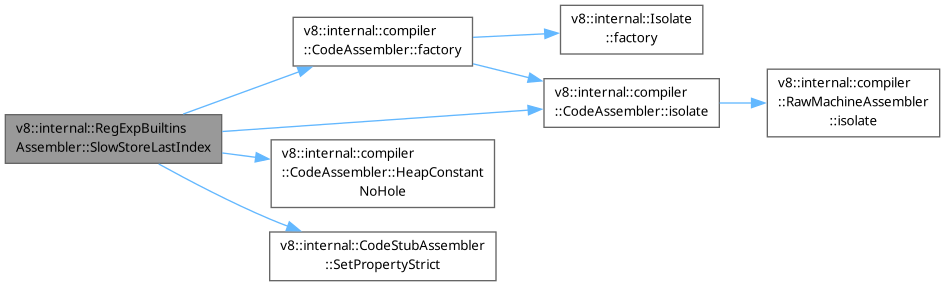 v8::internal::RegExpBuiltins
Assembler::SlowStoreLastIndex
v8::internal::compiler
::CodeAssembler::factory
v8::internal::Isolate
::factory
v8::internal::compiler
::CodeAssembler::isolate
v8::internal::compiler
::RawMachineAssembler
::isolate
v8::internal::compiler
::CodeAssembler::HeapConstant
NoHole
v8::internal::CodeStubAssembler
::SetPropertyStrict